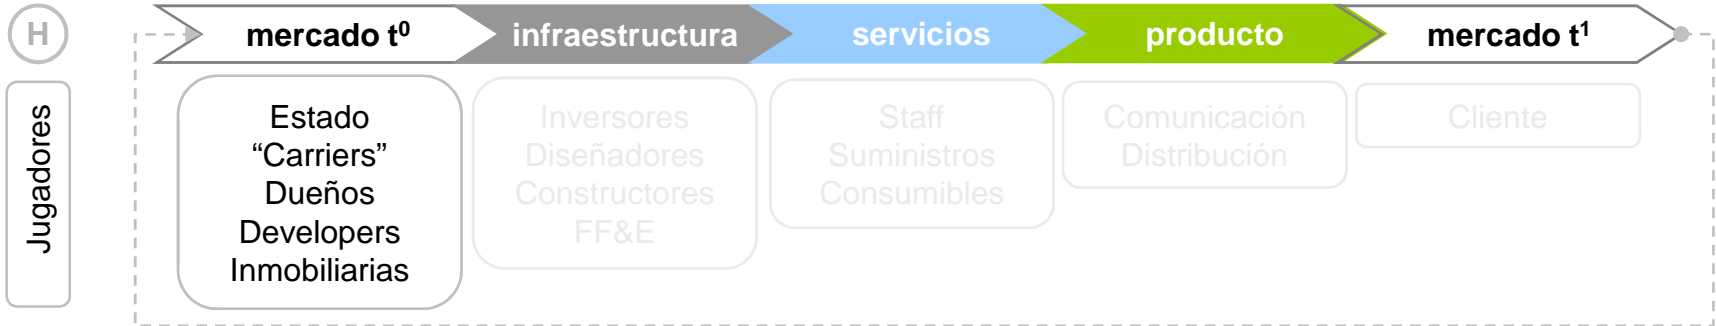 H
mercado t⁰
infraestructura
servicios
producto
mercado t¹
Jugadores
Estado
“Carriers”
Dueños
Developers
Inmobiliarias
Inversores
Diseñadores
Constructores
FF&E
Staff
Suministros
Consumibles
Comunicación
Distribución
Cliente